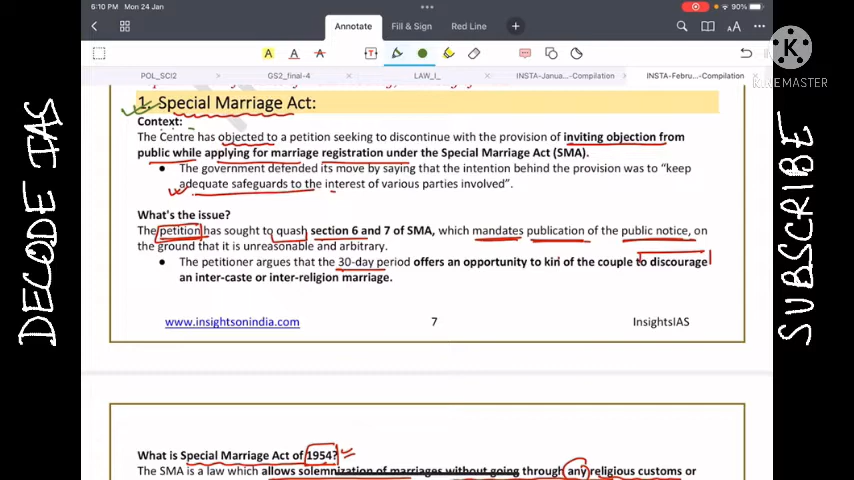 6:10 PM Mon 24 Jan
90%
Annotate
Fill & Sign
Red Line
AA
K
KINEMASTER
POL_SCI2
GS2_final-4
LAW_I_
INSTA-Janua...-Compilation
INSTA-Febru...-Compilation
1. Special Marriage Act:
Context:
The Centre has objected to a petition seeking to discontinue with the provision of inviting objection from
public while applying for marriage registration under the Special Marriage Act (SMA).
• The government defended its move by saying that the intention behind the provision was to "keep
adequate safeguards to the interest of various parties involved".
What's the issue?
The petition has sought to quash section 6 and 7 of SMA, which mandates publication of the public notice, on
the ground that it is unreasonable and arbitrary.
• The petitioner argues that the 30-day period offers an opportunity to kin of the couple to discourage
an inter-caste or inter-religion marriage.
www.insightsonindia.com
7
InsightsIAS
What is Special Marriage Act of 1954?
The SMA is a law which allows solemnization of marriages without going through any religious customs or
DECODE IAS
SUBSCRIBE